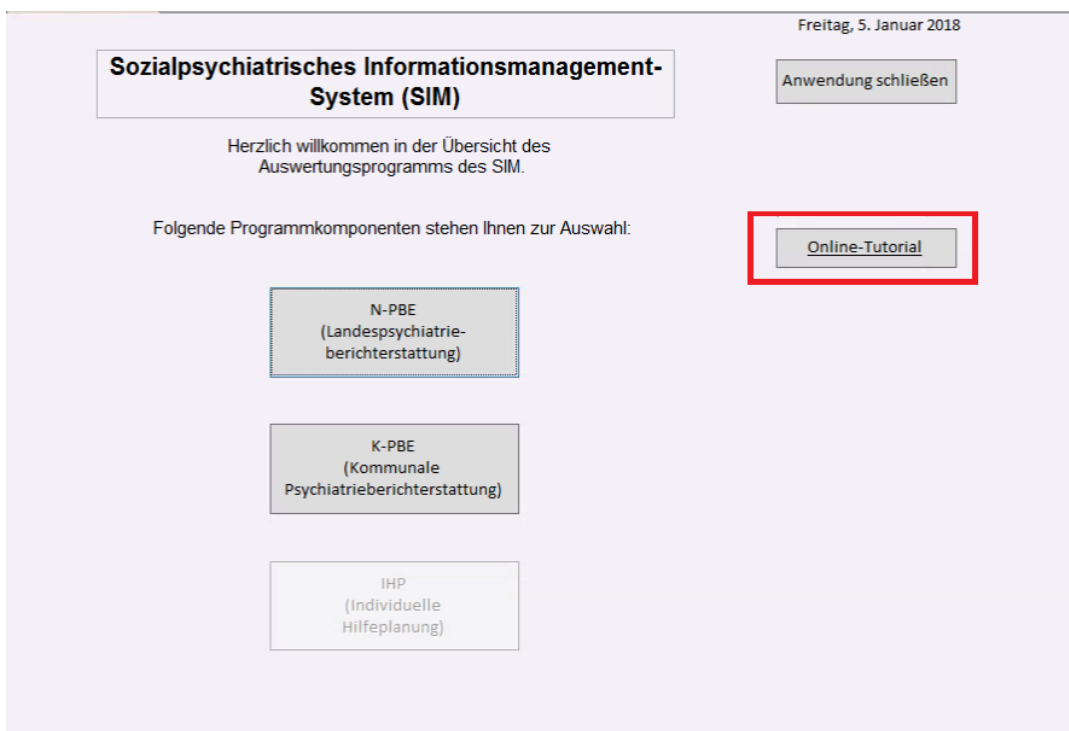 Freitag, 5. Januar 2018
Sozialpsychiatrisches Informationsmanagement-
System (SIM)
Anwendung schließen
Herzlich willkommen in der Übersicht des
Auswertungsprogramms des SIM.
Folgende Programmkomponenten stehen Ihnen zur Auswahl:
Online-Tutorial
N-PBE
(Landespsychiatrie-
berichterstattung)
K-PBE
(Kommunale
Psychiatrieberichterstattung)
IHP
(Individuelle
Hilfeplanung)